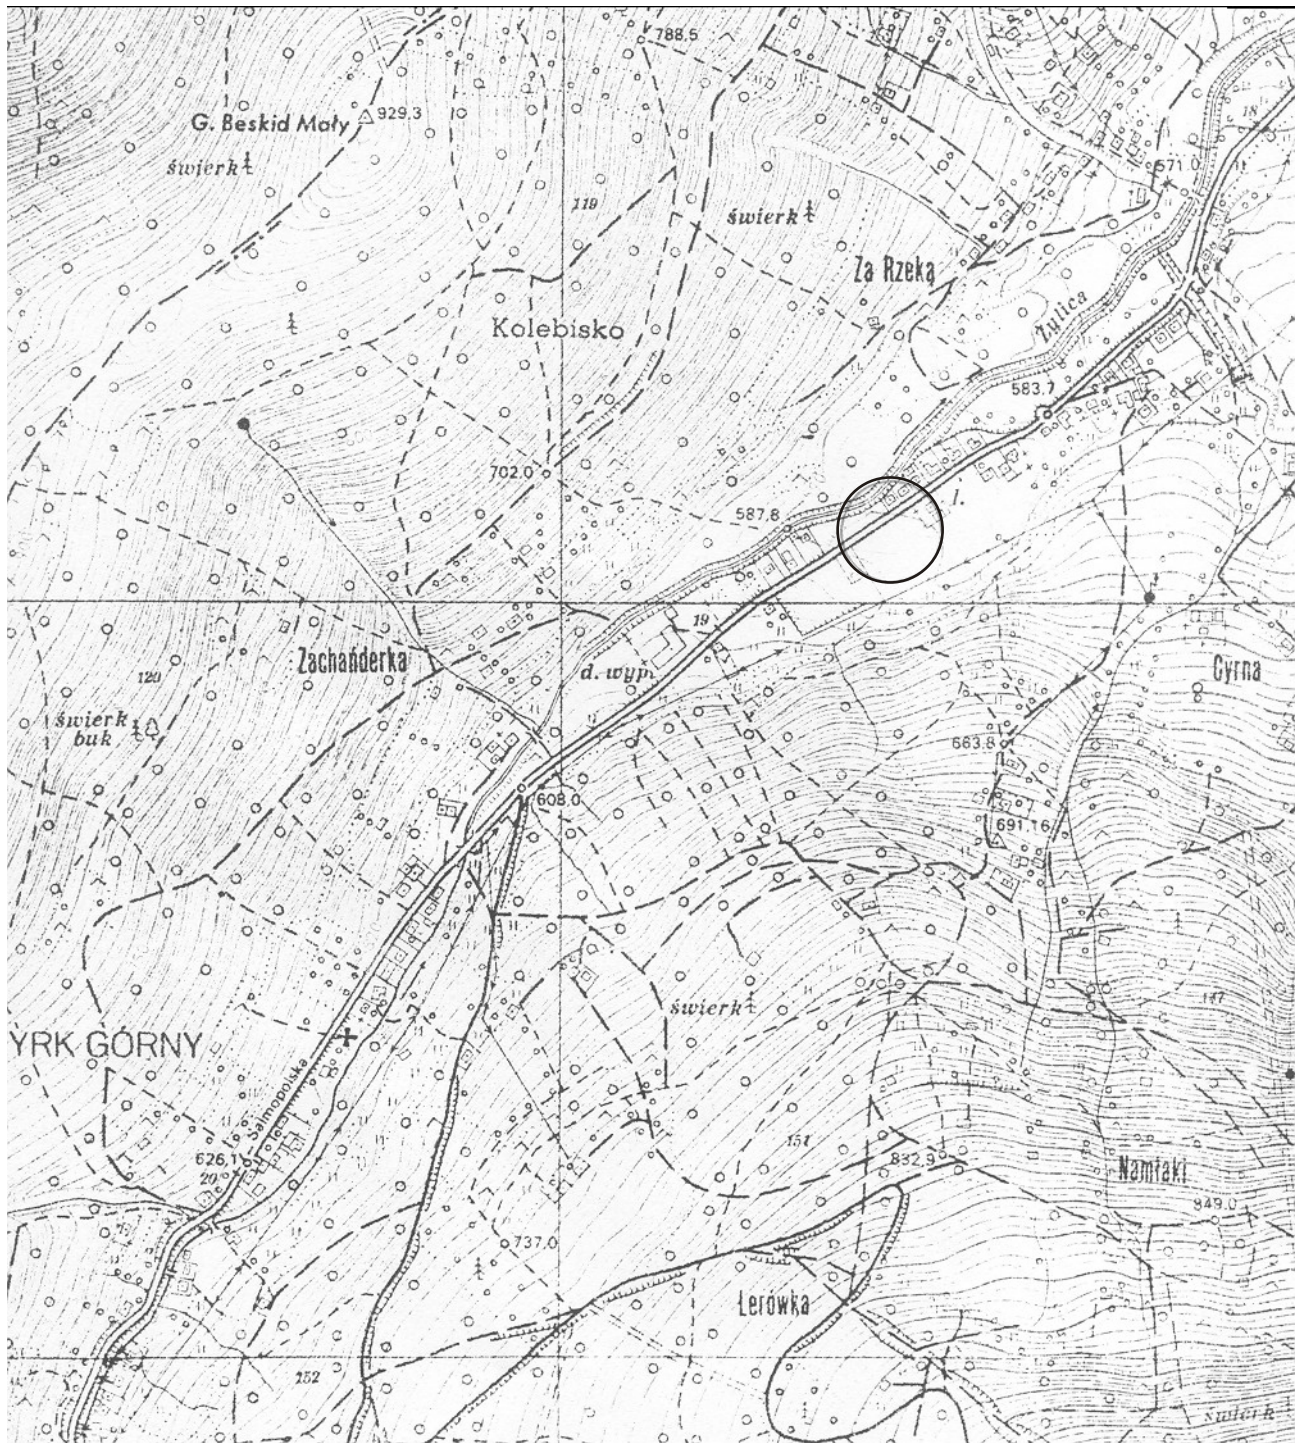 788,5
18
G. Beskid Mały
929.3
świerk
571.0
119
świerk
Za Rzeką
Żylica
Kolebisko
583.7
702.0
587.8
l.
19
Zachańderka
d. wyp.
Cyrna
120
świerk
buk
663.8
608.0
691,16
świerk
147
YRK GÓRNY
Salmopolska
626,1
20
151
832,9
Namłaki
849.0
737.0
Lerówka
152
świerk